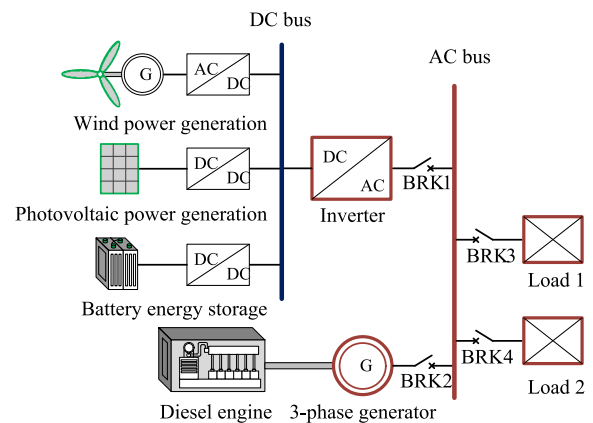 DC bus
AC bus
G
AC
DC
Wind power generation
DC
DC
Photovoltaic power generation
DC
AC
Inverter
BRK1
DC
DC
Battery energy storage
BRK3
Load 1
G
BRK2
BRK4
Load 2
Diesel engine
3-phase generator